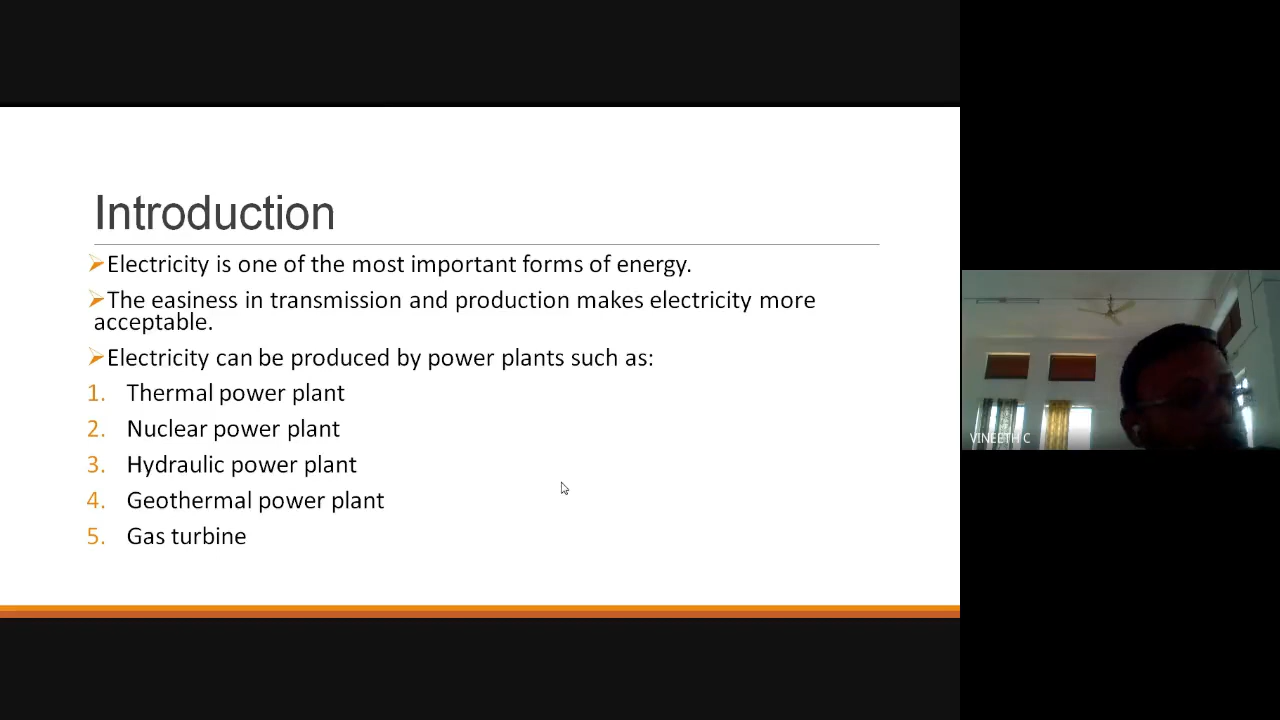 Introduction
Electricity is one of the most important forms of energy.
The easiness in transmission and production makes electricity more
acceptable.
Electricity can be produced by power plants such as:
1. Thermal power plant
2. Nuclear power plant
3. Hydraulic power plant
4. Geothermal power plant
5. Gas turbine
VINEETH C